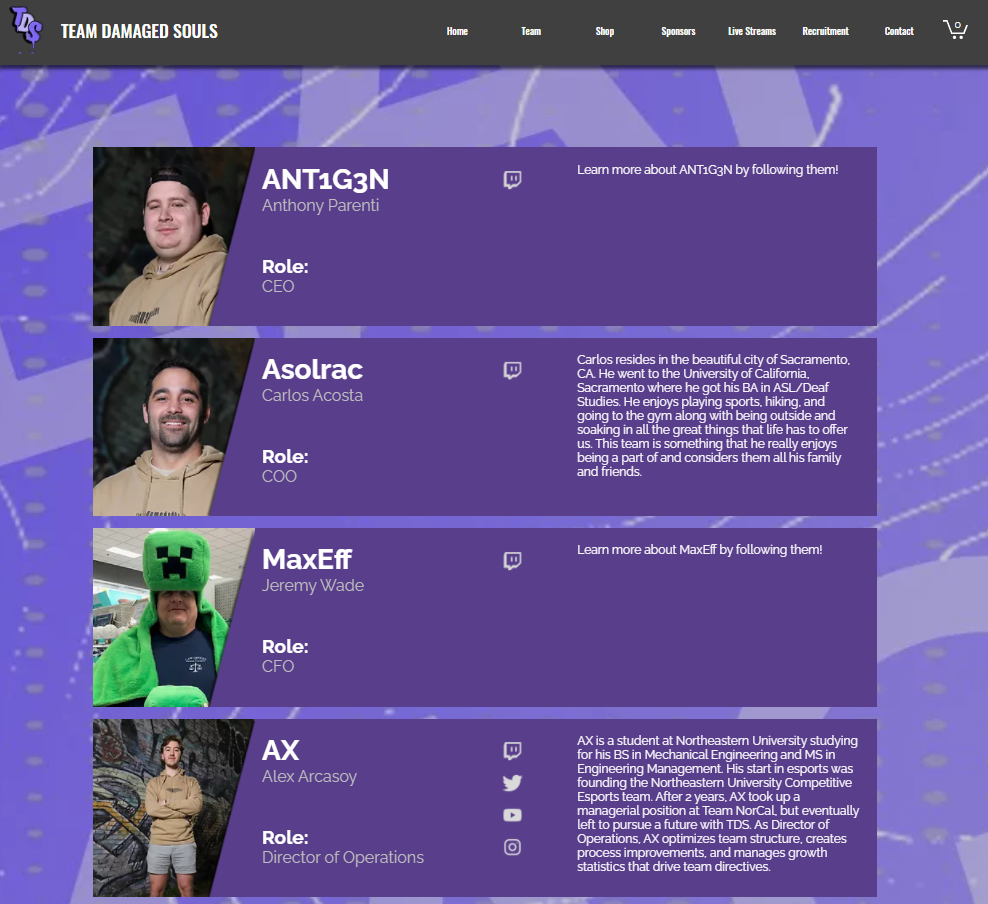 TDS
TEAM DAMAGED SOULS
Home
Team
Shop
Sponsors
Live Streams
Recruitment
Contact
0
ANT1G3N
Anthony Parenti
Role:
CEO
Learn more about ANT1G3N by following them!
Asolrac
Carlos Acosta
Role:
COO
Carlos resides in the beautiful city of Sacramento,
CA. He went to the University of California,
Sacramento where he got his BA in ASL/Deaf
Studies. He enjoys playing sports, hiking, and
going to the gym along with being outside and
soaking in all the great things that life has to offer
us. This team is something that he really enjoys
being a part of and considers them all his family
and friends.
MaxEff
Jeremy Wade
Role:
CFO
Learn more about MaxEff by following them!
AX
Alex Arcasoy
Role:
Director of Operations
AX is a student at Northeastern University studying
for his BS in Mechanical Engineering and MS in
Engineering Management. His start in esports was
founding the Northeastern University Competitive
Esports team. After 2 years, AX took up a
managerial position at Team NorCal, but eventually
left to pursue a future with TDS. As Director of
Operations, AX optimizes team structure, creates
process improvements, and manages growth
statistics that drive team directives.